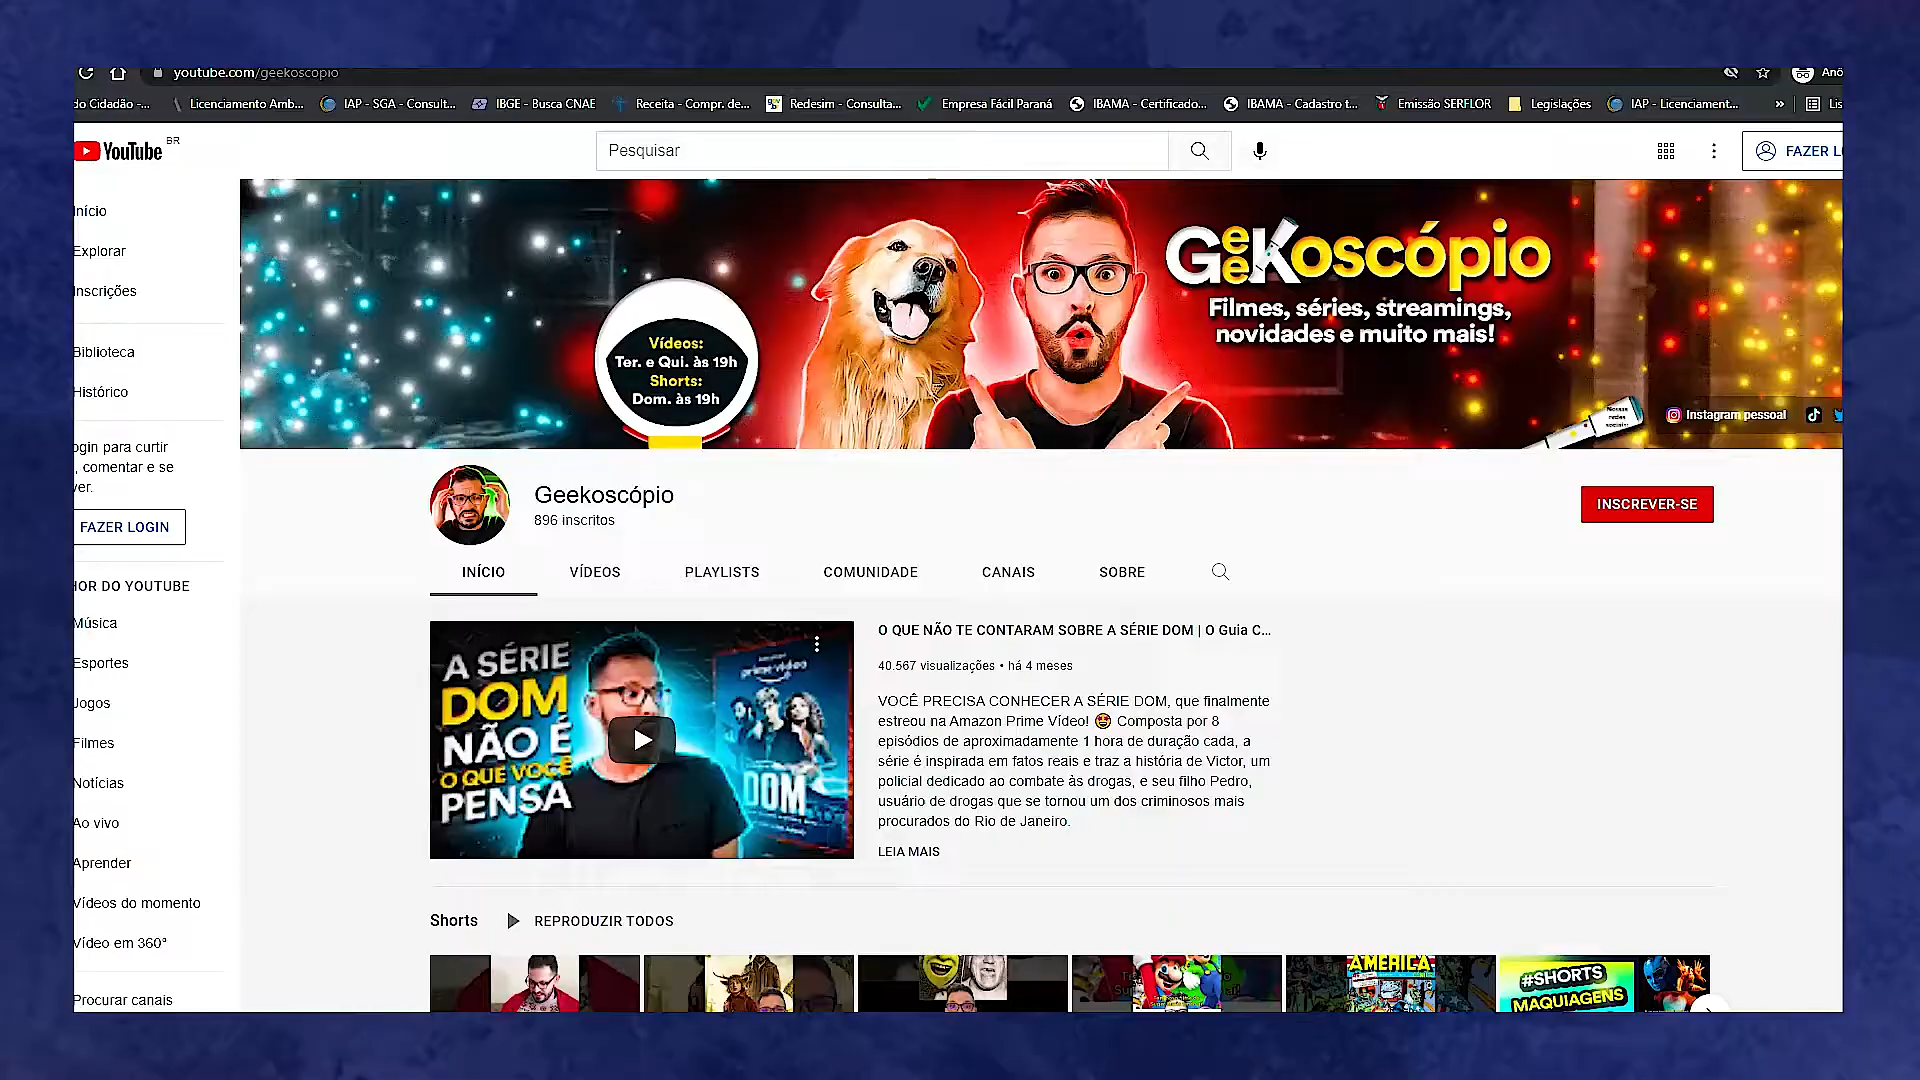 youtube.com/geekoscopio
Anô
do Cidadão -...
Licenciamento Amb...
IAP - SGA - Consult...
IBGE - Busca CNAE
Receita - Compr. de...
Redesim - Consulta...
Empresa Fácil Paraná
IBAMA - Certificado...
IBAMA - Cadastro t...
Emissão SERFLOR
Legislações
IAP - Licenciament...
»
Lis
YouTube BR
Pesquisar
FAZER LO
Início
Explorar
Inscrições
Biblioteca
Histórico
ogin para curtir
, comentar e se
ver.
FAZER LOGIN
HOR DO YOUTUBE
Música
Esportes
Jogos
Filmes
Notícias
Ao vivo
Aprender
Vídeos do momento
Vídeo em 360°
Procurar canais
Vídeos:
Ter. e Qui. às 19h
Shorts:
Dom. às 19h
GeeKoscópio
Filmes, séries, streamings,
novidades e muito mais!
Nossas
redes
sociais:
Instagram pessoal
Geekoscópio
896 inscritos
INSCREVER-SE
INÍCIO
VÍDEOS
PLAYLISTS
COMUNIDADE
CANAIS
SOBRE
A SÉRIE
DOM
NÃO É
O QUE VOCÊ
PENSA
prime video
DOM
O QUE NÃO TE CONTARAM SOBRE A SÉRIE DOM | O Guia C...
40.567 visualizações • há 4 meses
VOCÊ PRECISA CONHECER A SÉRIE DOM, que finalmente
estreou na Amazon Prime Vídeo! 🤩 Composta por 8
episódios de aproximadamente 1 hora de duração cada, a
série é inspirada em fatos reais e traz a história de Victor, um
policial dedicado ao combate às drogas, e seu filho Pedro,
usuário de drogas que se tornou um dos criminosos mais
procurados do Rio de Janeiro.
LEIA MAIS
Shorts
REPRODUZIR TODOS
AMERICA
#SHORTS
MAQUIAGENS